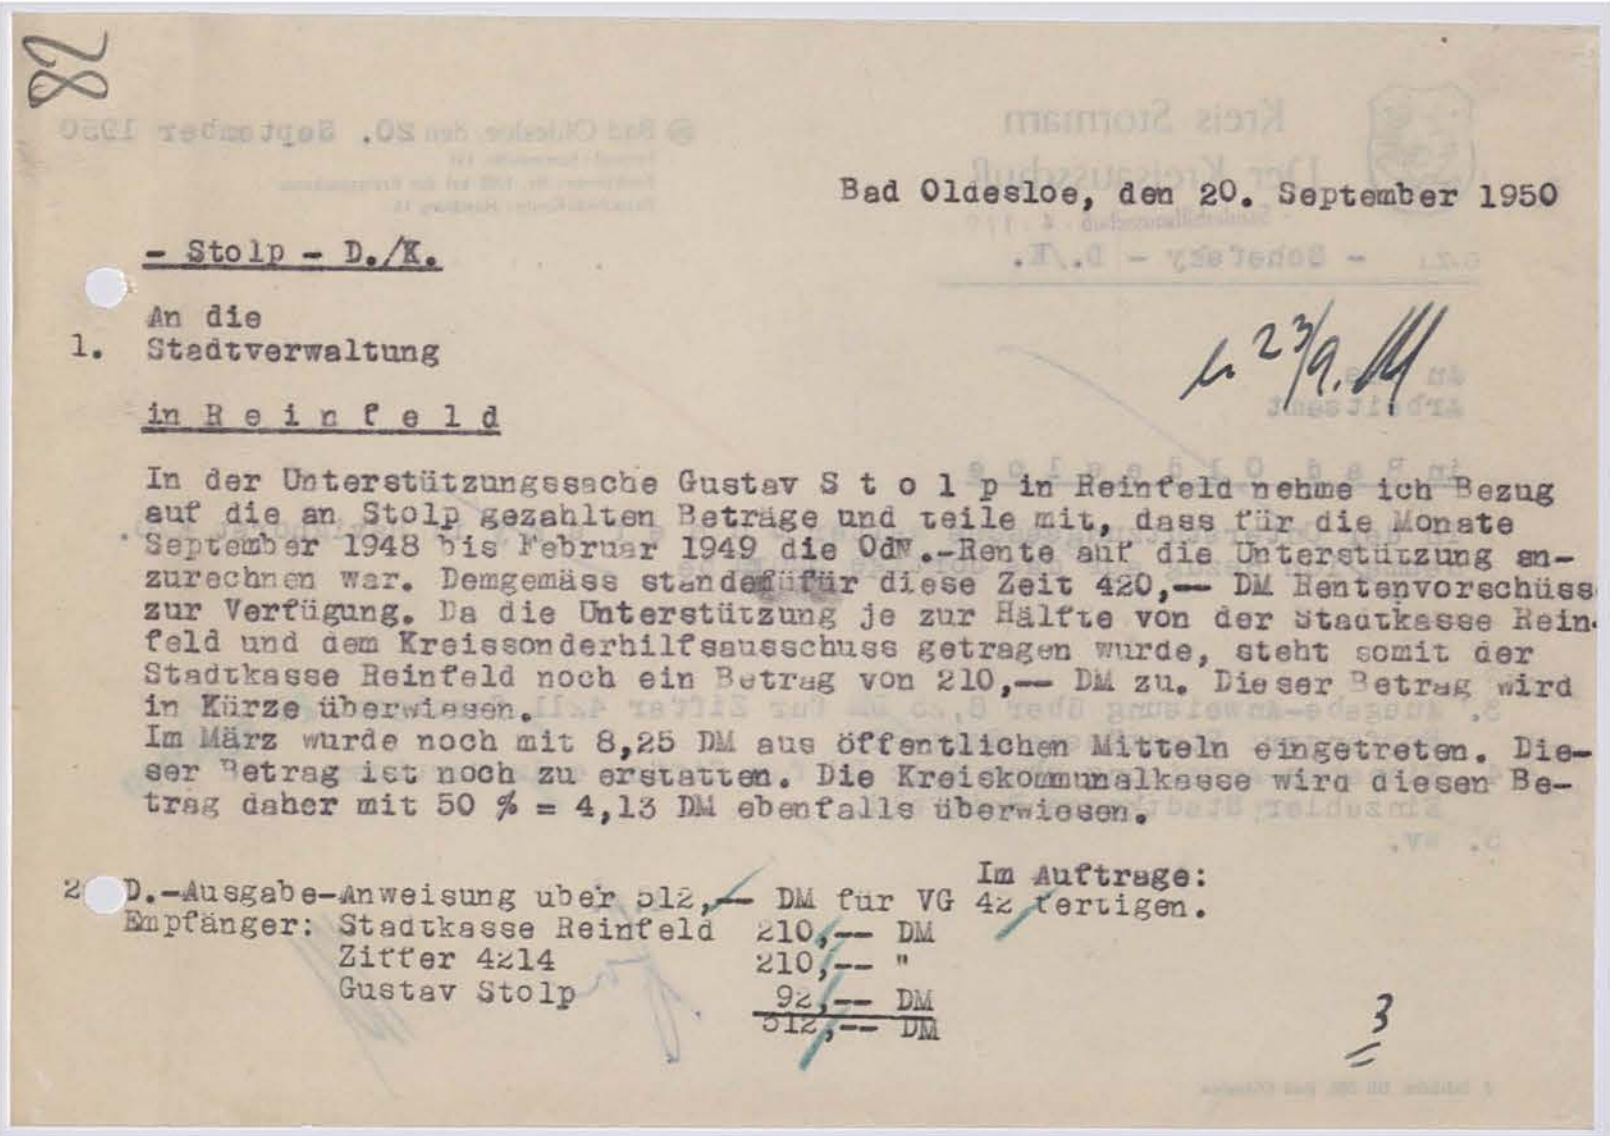 82
Bad Oldesloe, den 20. September 1950
- Stolp - D./K.
An die
1. Stadtverwaltung
in R e i n f e l d
In der Unterstützungssache Gustav S t o l p in Reinfeld nehme ich Bezug
auf die an Stolp gezahlten Beträge und teile mit, dass für die Monate
September 1948 bis Februar 1949 die OdN.-Rente auf die Unterstützung an-
zurechnen war. Demgemäss standen für diese Zeit 420,-- DM Rentenvorschüss
zur Verfügung. Da die Unterstützung je zur Hälfte von der Stadtkasse Rein-
feld und dem Kreissonderhilfsausschuss getragen wurde, steht somit der
Stadtkasse Reinfeld noch ein Betrag von 210,-- DM zu. Dieser Betrag wird
in Kürze überwiesen.
Im März wurde noch mit 8,25 DM aus öffentlichen Mitteln eingetreten. Die-
ser Betrag ist noch zu erstatten. Die Kreiskommunalkasse wird diesen Be-
trag daher mit 50 % = 4,13 DM ebenfalls überwiesen.
Im Auftrage:
2 D.-Ausgabe-Anweisung über 512,-- DM für VG 42 fertigen.
Empfänger: Stadtkasse Reinfeld 210,-- DM
Ziffer 4214 210,-- "
Gustav Stolp 92,-- DM
512,-- DM
23/9.
3